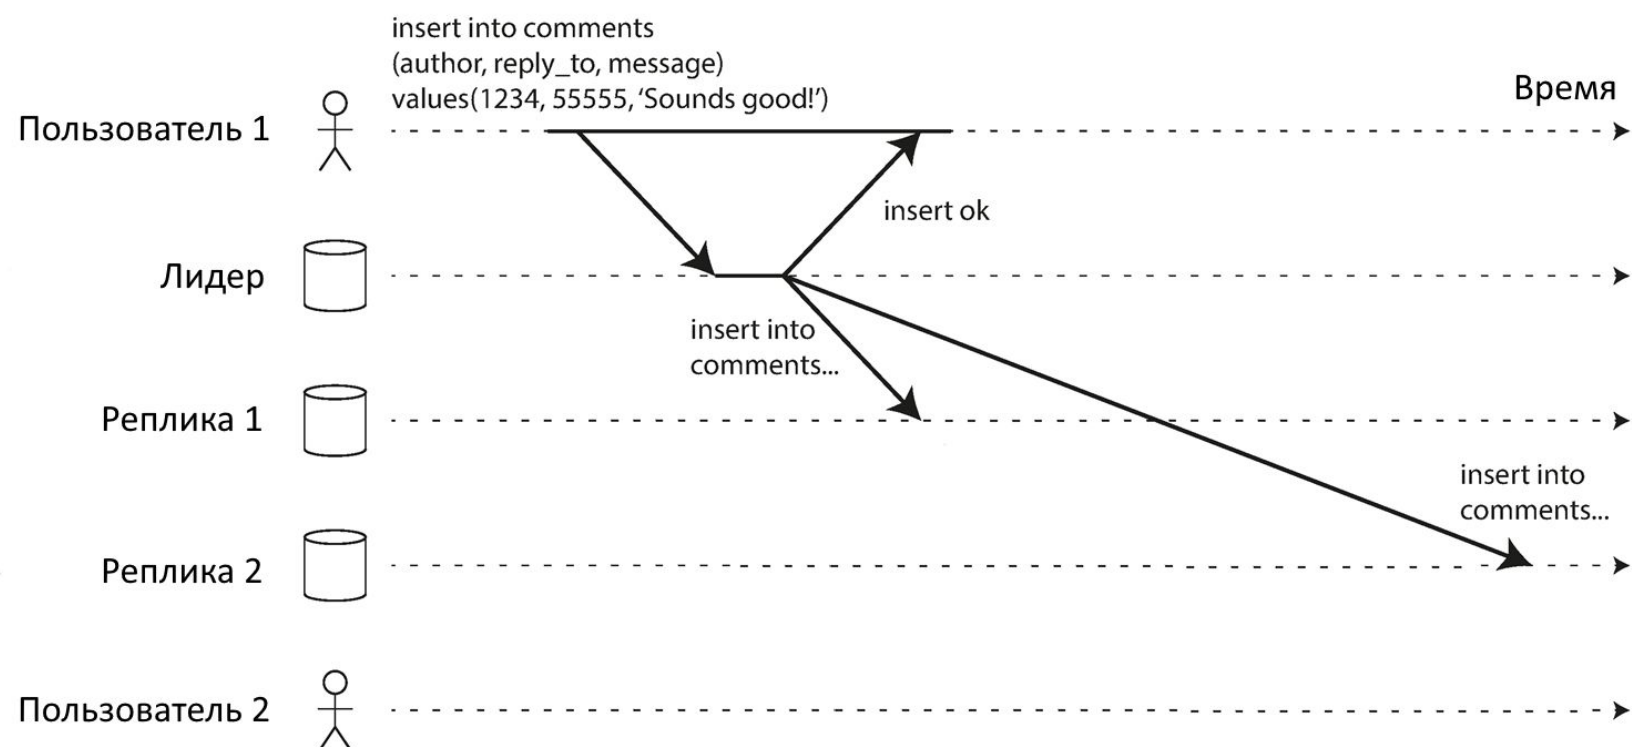 insert into comments
(author, reply_to, message)
values(1234, 55555, ‘Sounds good!’)
Время
Пользователь 1
insert ok
Лидер
insert into
comments...
Реплика 1
insert into
comments...
Реплика 2
Пользователь 2